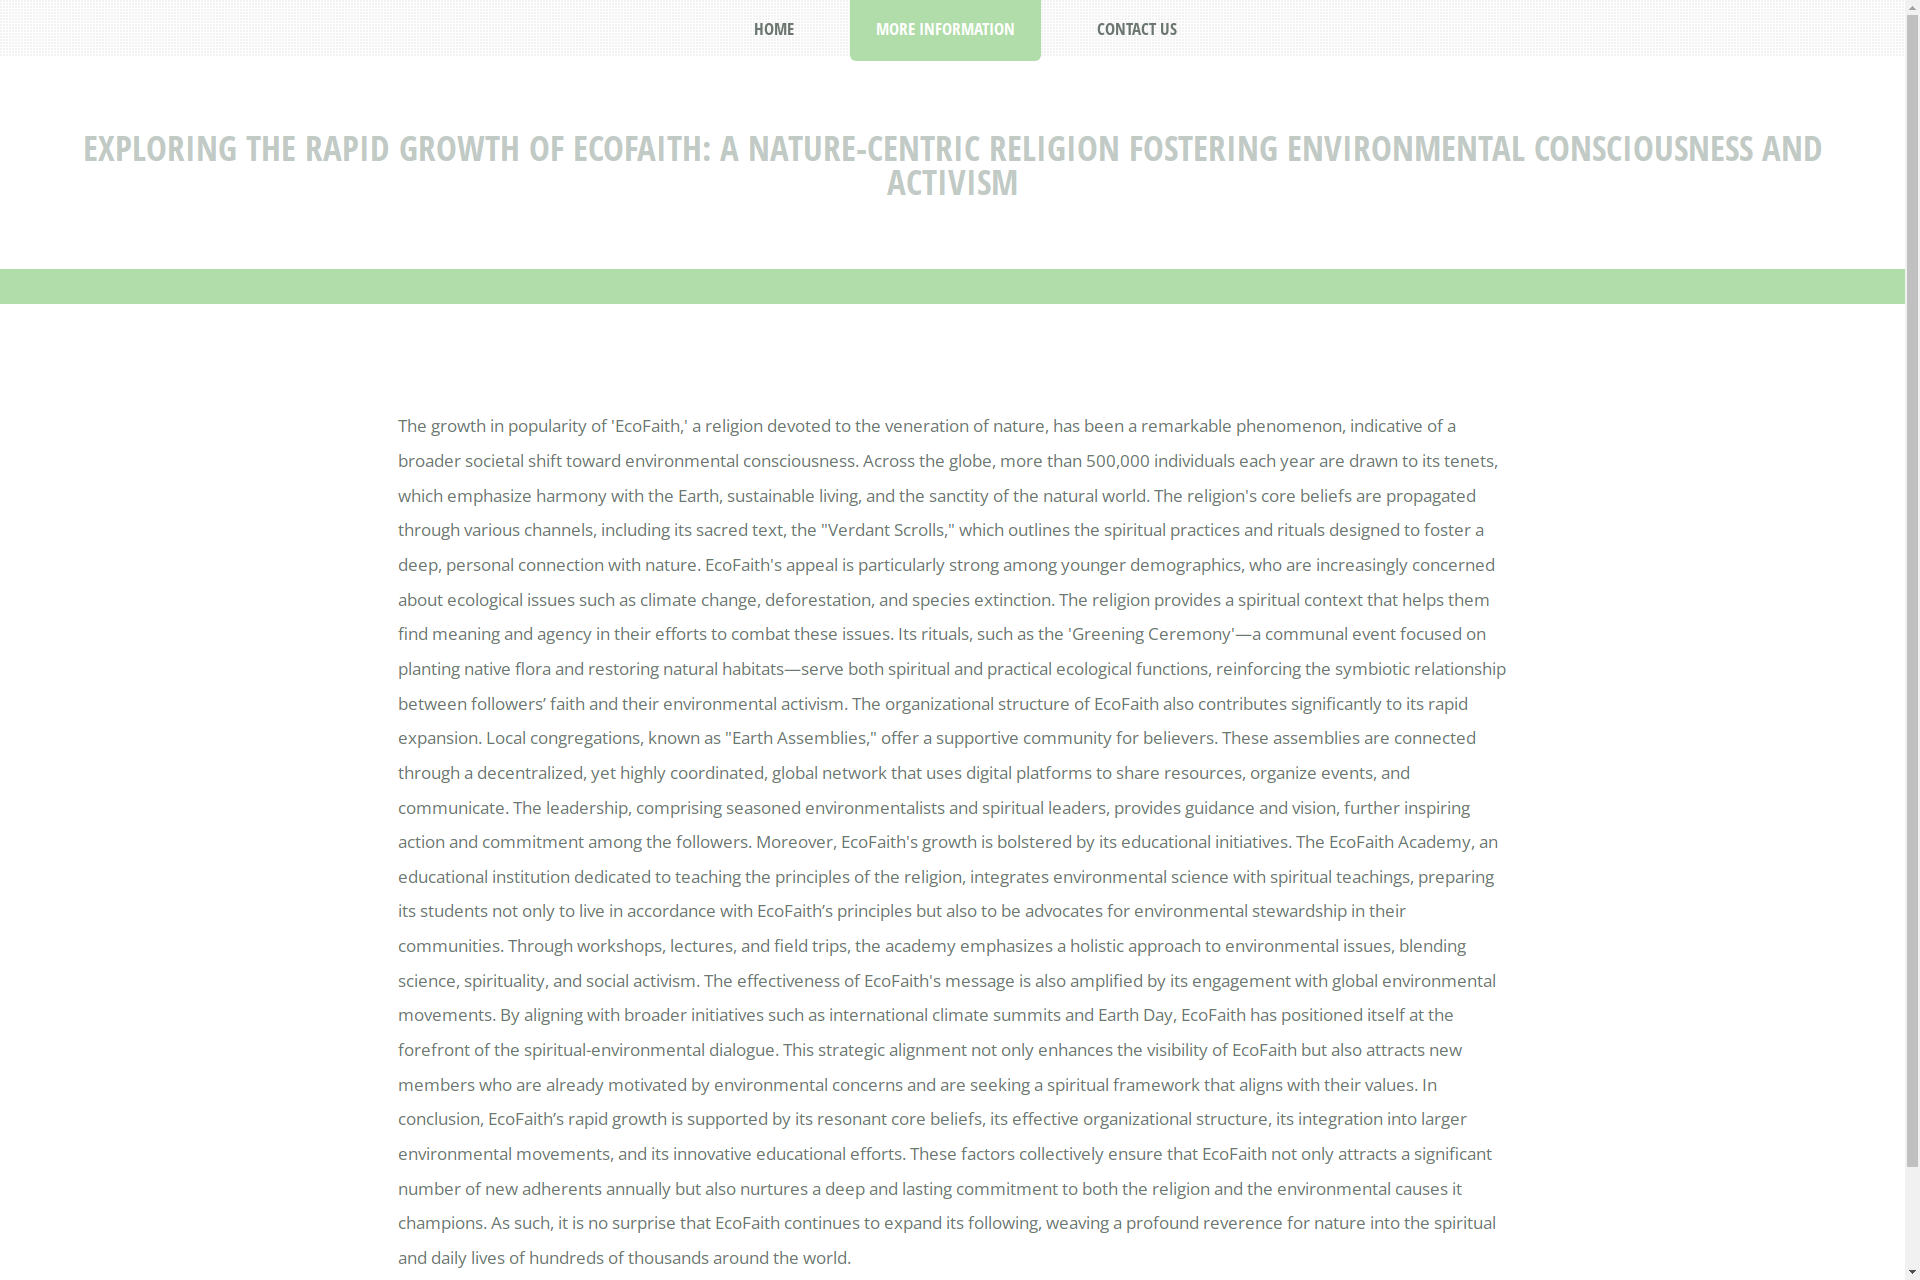 HOME
MORE INFORMATION
CONTACT US
EXPLORING THE RAPID GROWTH OF ECOFAITH: A NATURE-CENTRIC RELIGION FOSTERING ENVIRONMENTAL CONSCIOUSNESS AND
ACTIVISM
The growth in popularity of 'EcoFaith,' a religion devoted to the veneration of nature, has been a remarkable phenomenon, indicative of a
broader societal shift toward environmental consciousness. Across the globe, more than 500,000 individuals each year are drawn to its tenets,
which emphasize harmony with the Earth, sustainable living, and the sanctity of the natural world. The religion's core beliefs are propagated
through various channels, including its sacred text, the "Verdant Scrolls," which outlines the spiritual practices and rituals designed to foster a
deep, personal connection with nature. EcoFaith's appeal is particularly strong among younger demographics, who are increasingly concerned
about ecological issues such as climate change, deforestation, and species extinction. The religion provides a spiritual context that helps them
find meaning and agency in their efforts to combat these issues. Its rituals, such as the 'Greening Ceremony'—a communal event focused on
planting native flora and restoring natural habitats—serve both spiritual and practical ecological functions, reinforcing the symbiotic relationship
between followers’ faith and their environmental activism. The organizational structure of EcoFaith also contributes significantly to its rapid
expansion. Local congregations, known as "Earth Assemblies," offer a supportive community for believers. These assemblies are connected
through a decentralized, yet highly coordinated, global network that uses digital platforms to share resources, organize events, and
communicate. The leadership, comprising seasoned environmentalists and spiritual leaders, provides guidance and vision, further inspiring
action and commitment among the followers. Moreover, EcoFaith's growth is bolstered by its educational initiatives. The EcoFaith Academy, an
educational institution dedicated to teaching the principles of the religion, integrates environmental science with spiritual teachings, preparing
its students not only to live in accordance with EcoFaith’s principles but also to be advocates for environmental stewardship in their
communities. Through workshops, lectures, and field trips, the academy emphasizes a holistic approach to environmental issues, blending
science, spirituality, and social activism. The effectiveness of EcoFaith's message is also amplified by its engagement with global environmental
movements. By aligning with broader initiatives such as international climate summits and Earth Day, EcoFaith has positioned itself at the
forefront of the spiritual-environmental dialogue. This strategic alignment not only enhances the visibility of EcoFaith but also attracts new
members who are already motivated by environmental concerns and are seeking a spiritual framework that aligns with their values. In
conclusion, EcoFaith’s rapid growth is supported by its resonant core beliefs, its effective organizational structure, its integration into larger
environmental movements, and its innovative educational efforts. These factors collectively ensure that EcoFaith not only attracts a significant
number of new adherents annually but also nurtures a deep and lasting commitment to both the religion and the environmental causes it
champions. As such, it is no surprise that EcoFaith continues to expand its following, weaving a profound reverence for nature into the spiritual
and daily lives of hundreds of thousands around the world.